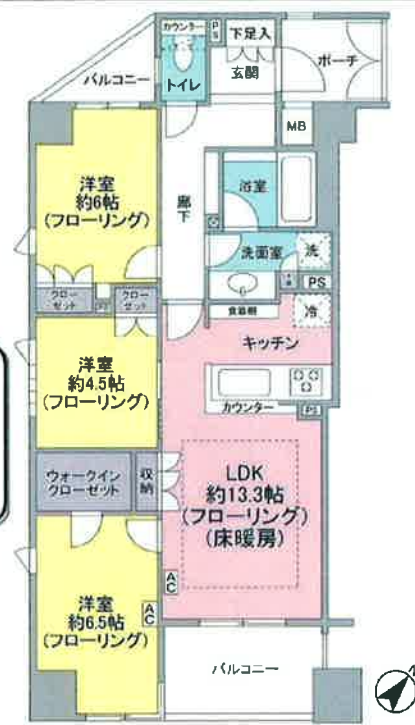 カウンター
PS
下足入
玄関
ポーチ
トイレ
バルコニー
MB
洋室
約6帖
(フローリング)
廊下
浴室
洗面室
洗
PS
クローゼット
クローゼット
食器棚
冷
キッチン
洋室
約4.5帖
(フローリング)
カウンター
PS
ウォークイン
クローゼット
収納
LDK
約13.3帖
(フローリング)
(床暖房)
AC
洋室
約6.5帖
(フローリング)
AC
バルコニー